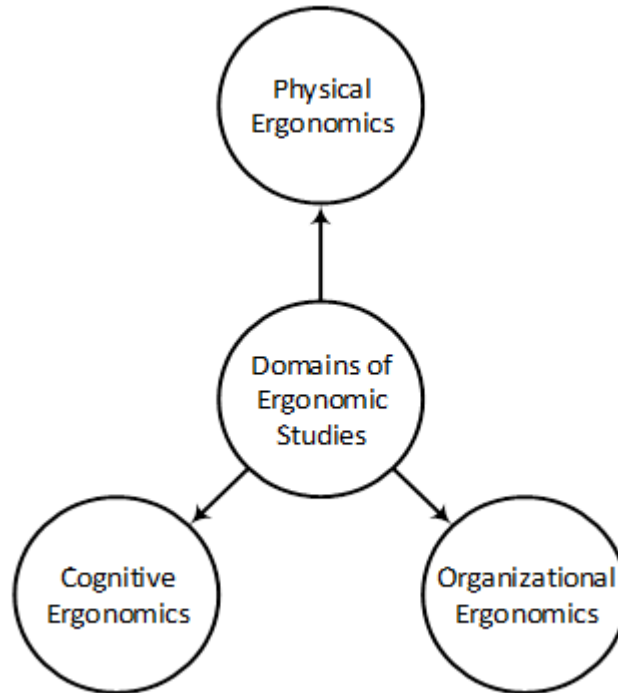 Physical
Ergonomics
Domains of
Ergonomic
Studies
Cognitive
Ergonomics
Organizational
Ergonomics